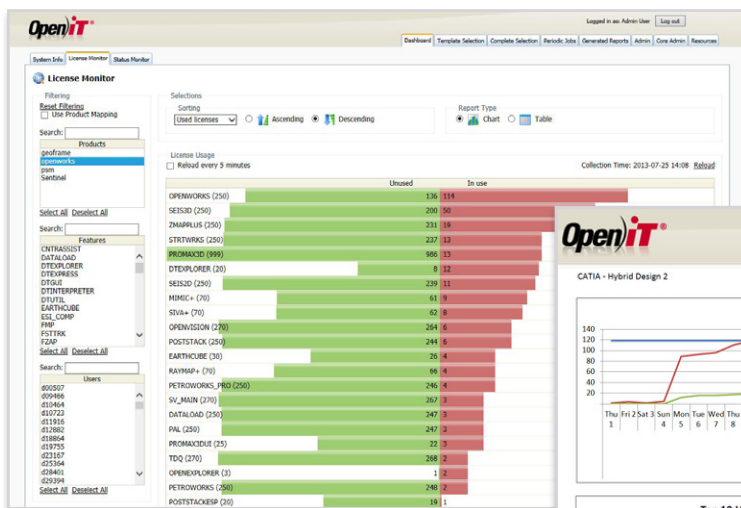 Logged in as: Admin User Log out
Open iT®
Dashboard Template Selection Complete Selection Periodic Jobs Generated Reports Admin Core Admin Resources
System Info License Monitor Status Monitor
License Monitor
Filtering
Reset Filtering
Use Product Mapping
Search:
Products
geoframe
openworks
psm
Sentinel
Select All Deselect All
Search:
Features
CNTRASSIST
DATALOAD
DTEXPLORER
DTEXPRESS
DTGUI
DTINTERPRETER
DTUTIL
EARTHCUBE
ESI_COMP
FMP
FSTTRK
FZAP
Select All Deselect All
Search:
Users
d00507
d09466
d10464
d10723
d11916
d12882
d18864
d19755
d23167
d25364
d28401
d29394
Select All Deselect All
Selections
Sorting
Used licenses Ascending Descending
Report Type
Chart Table
License Usage
Reload every 5 minutes Collection Time: 2013-07-25 14:08 Reload
Unused In use
OPENWORKS (250) 136 114
SEIS3D (250) 200 50
ZMAPPLUS (250) 231 19
STRTWRKS (250) 237 13
PROMAX3D (999) 986 13
DTEXPLORER (20) 8 12
SEIS2D (250) 239 11
MIMIC+ (70) 61 9
SIVA+ (70) 62 8
OPENVISION (270) 264 6
POSTSTACK (250) 244 6
EARTHCUBE (30) 26 4
RAYMAP+ (70) 66 4
PETROWORKS_PRO (250) 246 4
SV_MAIN (270) 267 3
DATALOAD (250) 247 3
PAL (250) 247 3
PROMAX3DUI (25) 22 3
TDQ (270) 268 2
OPENEXPLORER (3) 1 2
PETROWORKS (250) 248 2
POSTSTACKESP (20) 19 1
Open iT®
CATIA - Hybrid Design 2
140
120
100
80
60
40
20
Thu Fri 2 Sat 3 Sun Mon Tue Wed Thu
1 4 5 6 7 8